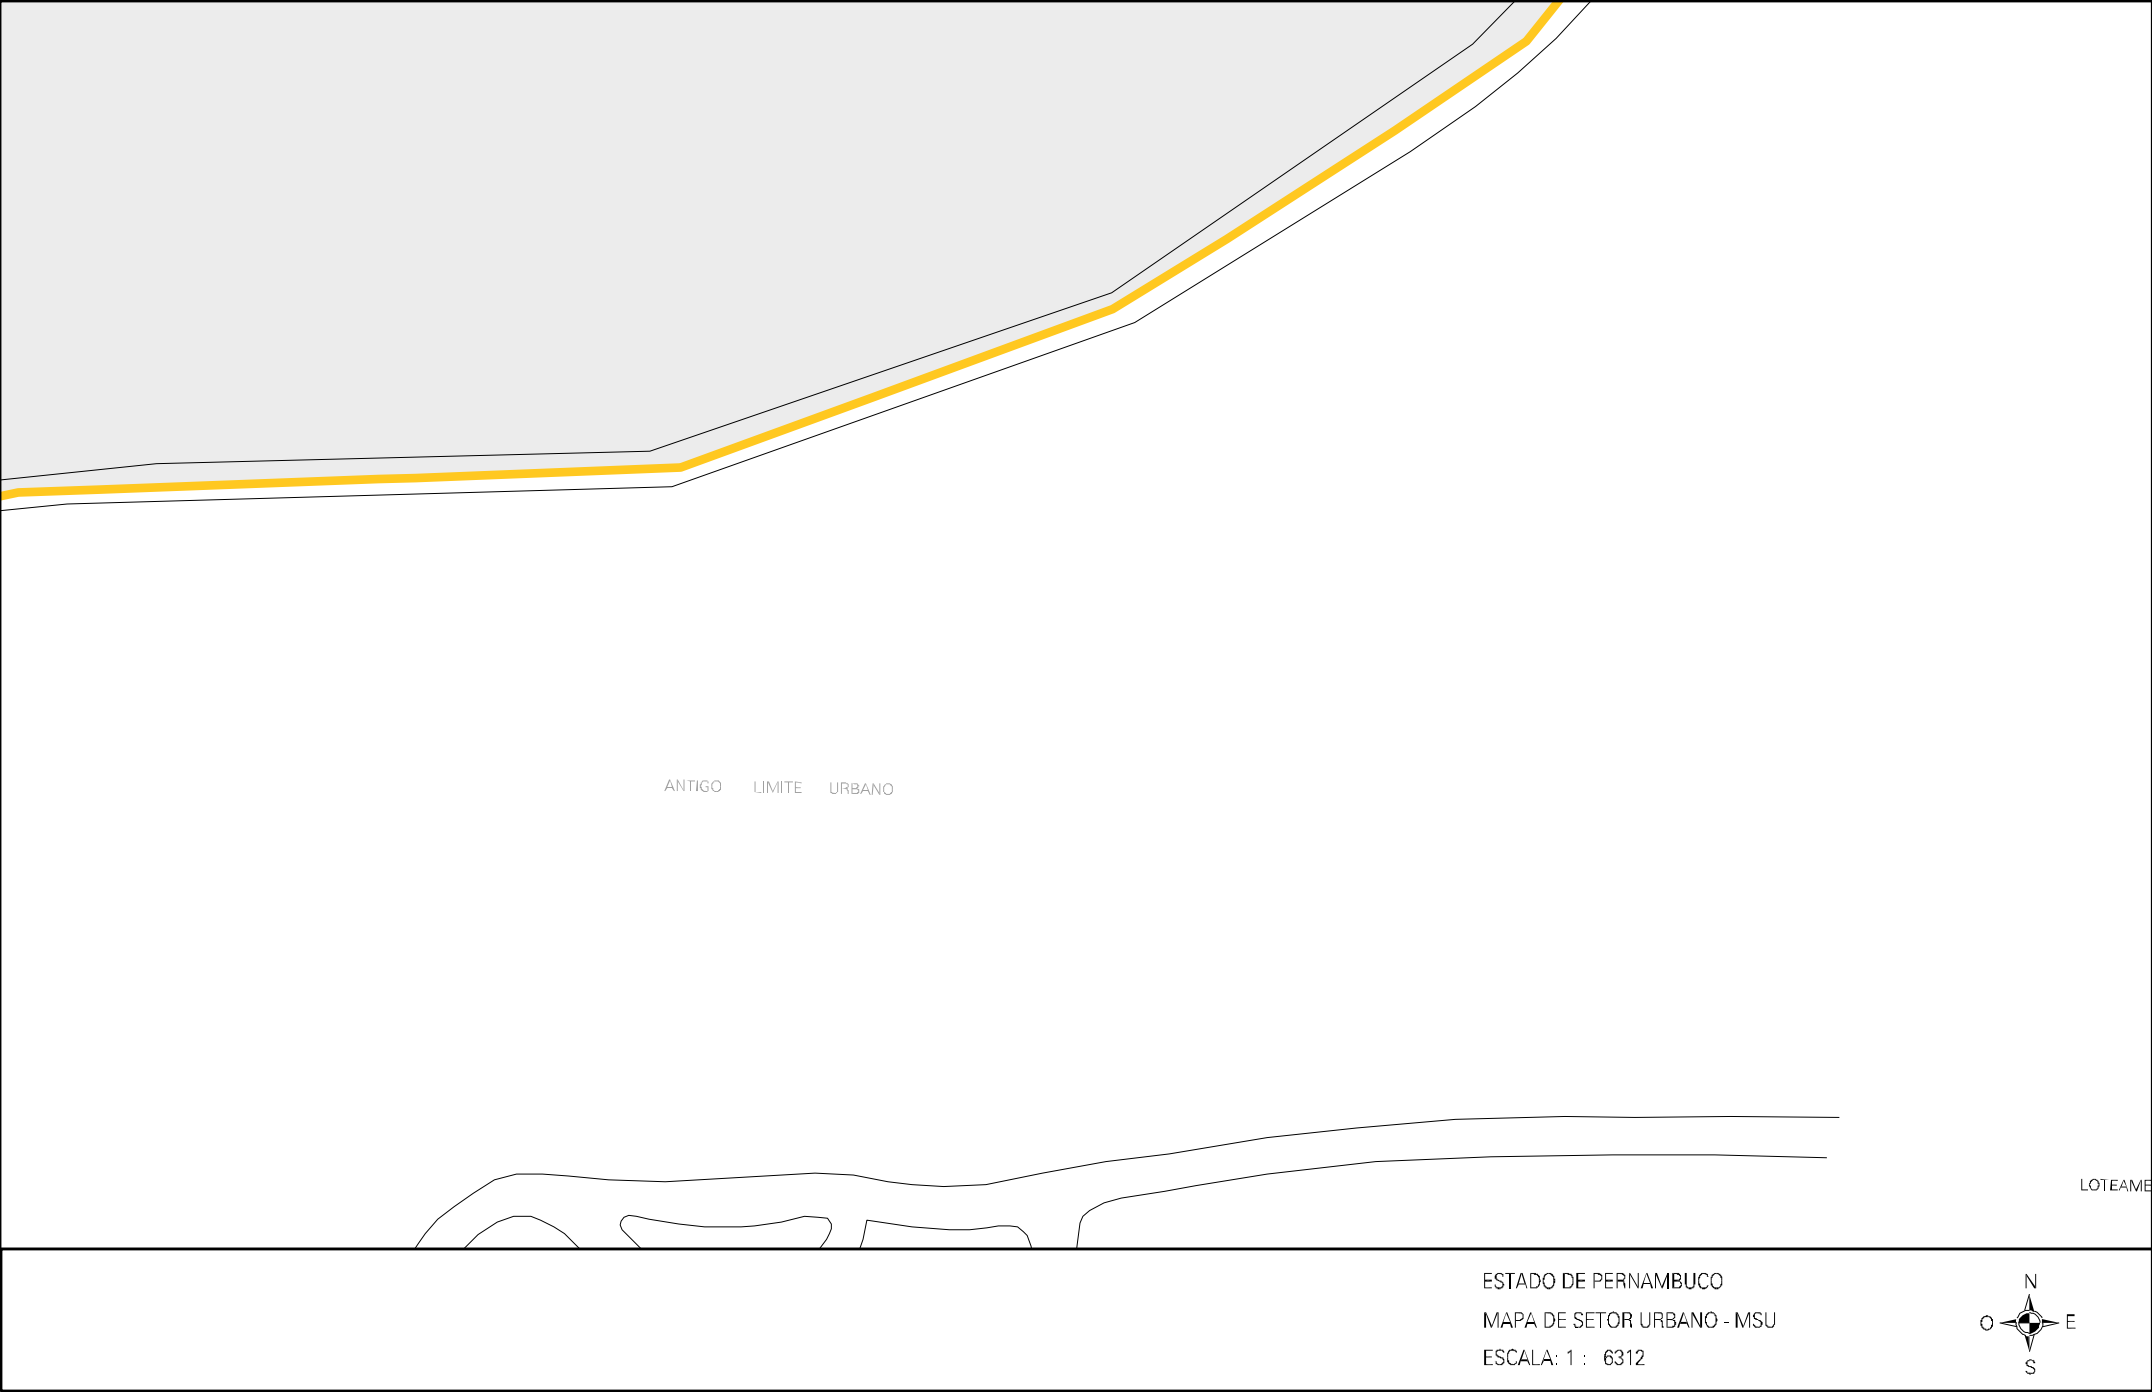 ANTIGO LIMITE URBANO
LOTEAME
ESTADO DE PERNAMBUCO
MAPA DE SETOR URBANO - MSU
ESCALA: 1 : 6312
N
O E
S